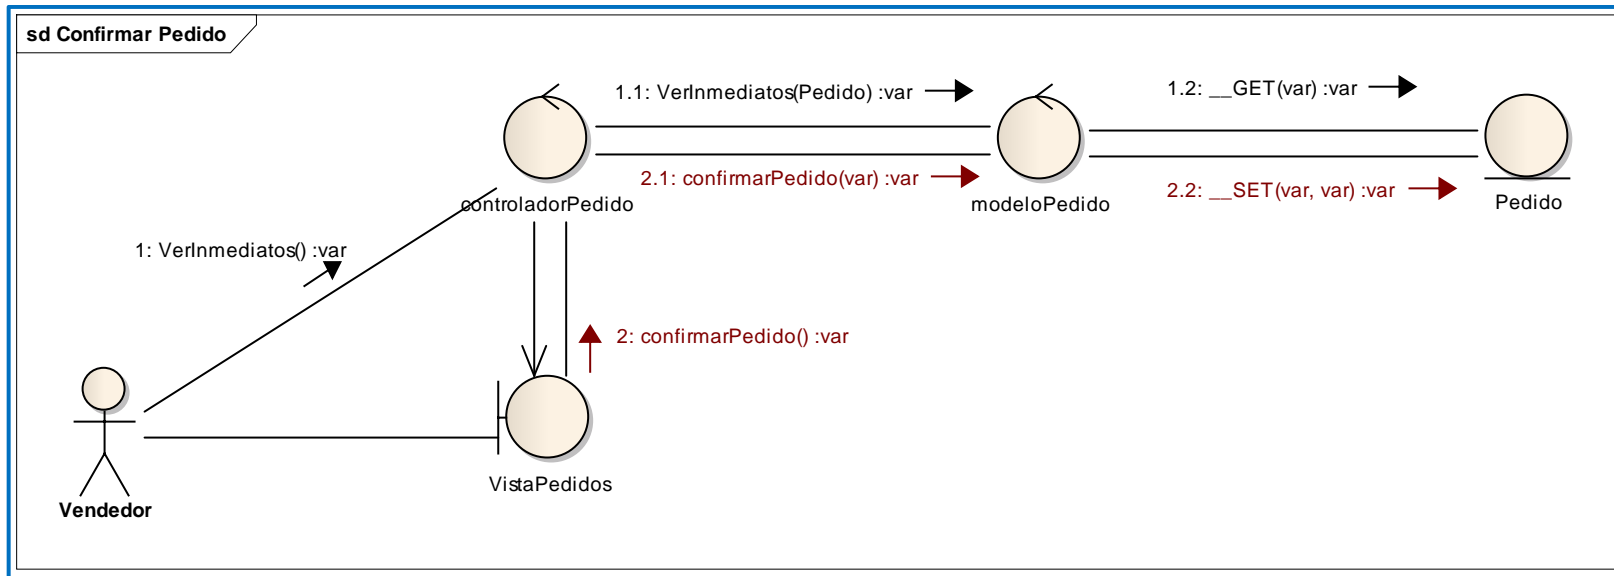 sd Confirmar Pedido
1.1: VerInmediatos(Pedido) :var
1.2: __GET(var) :var
2.1: confirmarPedido(var) :var
2.2: __SET(var, var) :var
controladorPedido
modeloPedido
Pedido
1: VerInmediatos() :var
2: confirmarPedido() :var
VistaPedidos
Vendedor